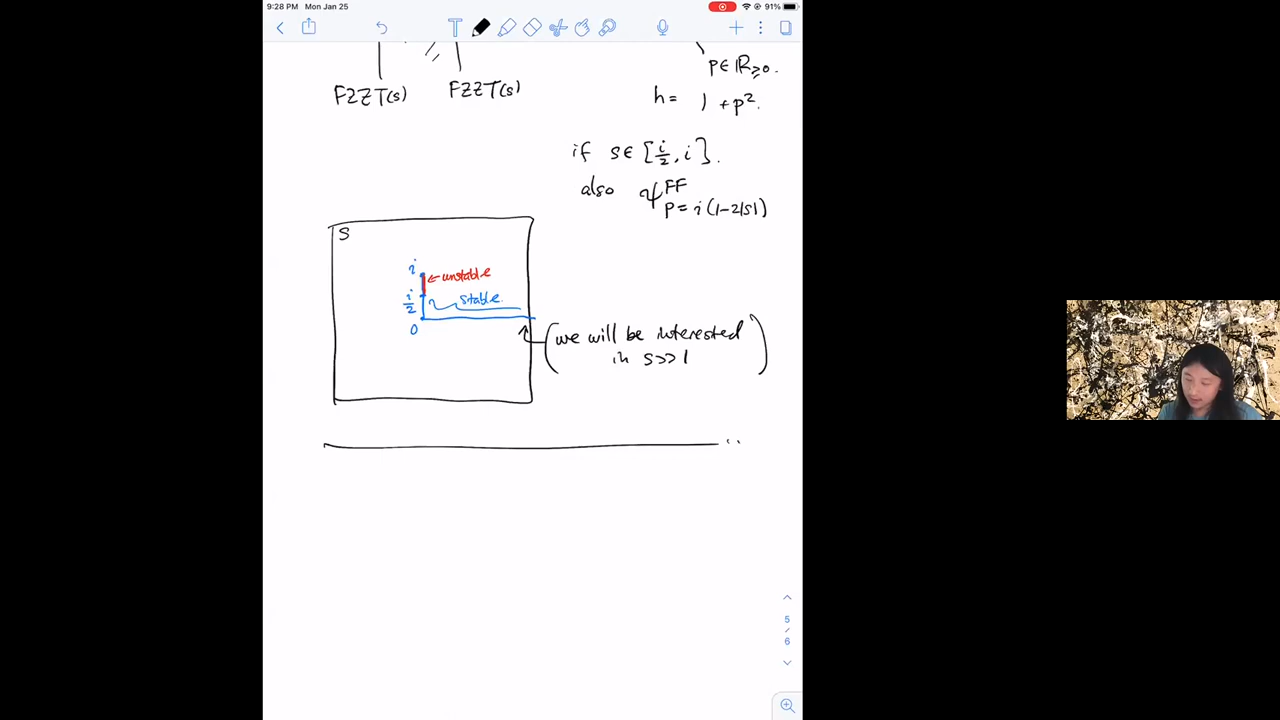 9:28 PM Mon Jan 25
91%
FZZT(s) FZZT(s)
p∈ℝ≥0.
h = 1 + p².
if s∈ [i/2, i].
also ψ^FF_{p = i(1-2|s|)}
s
i ← unstable
i/2 stable.
0
(we will be interested
in s>>1)
5
/
6